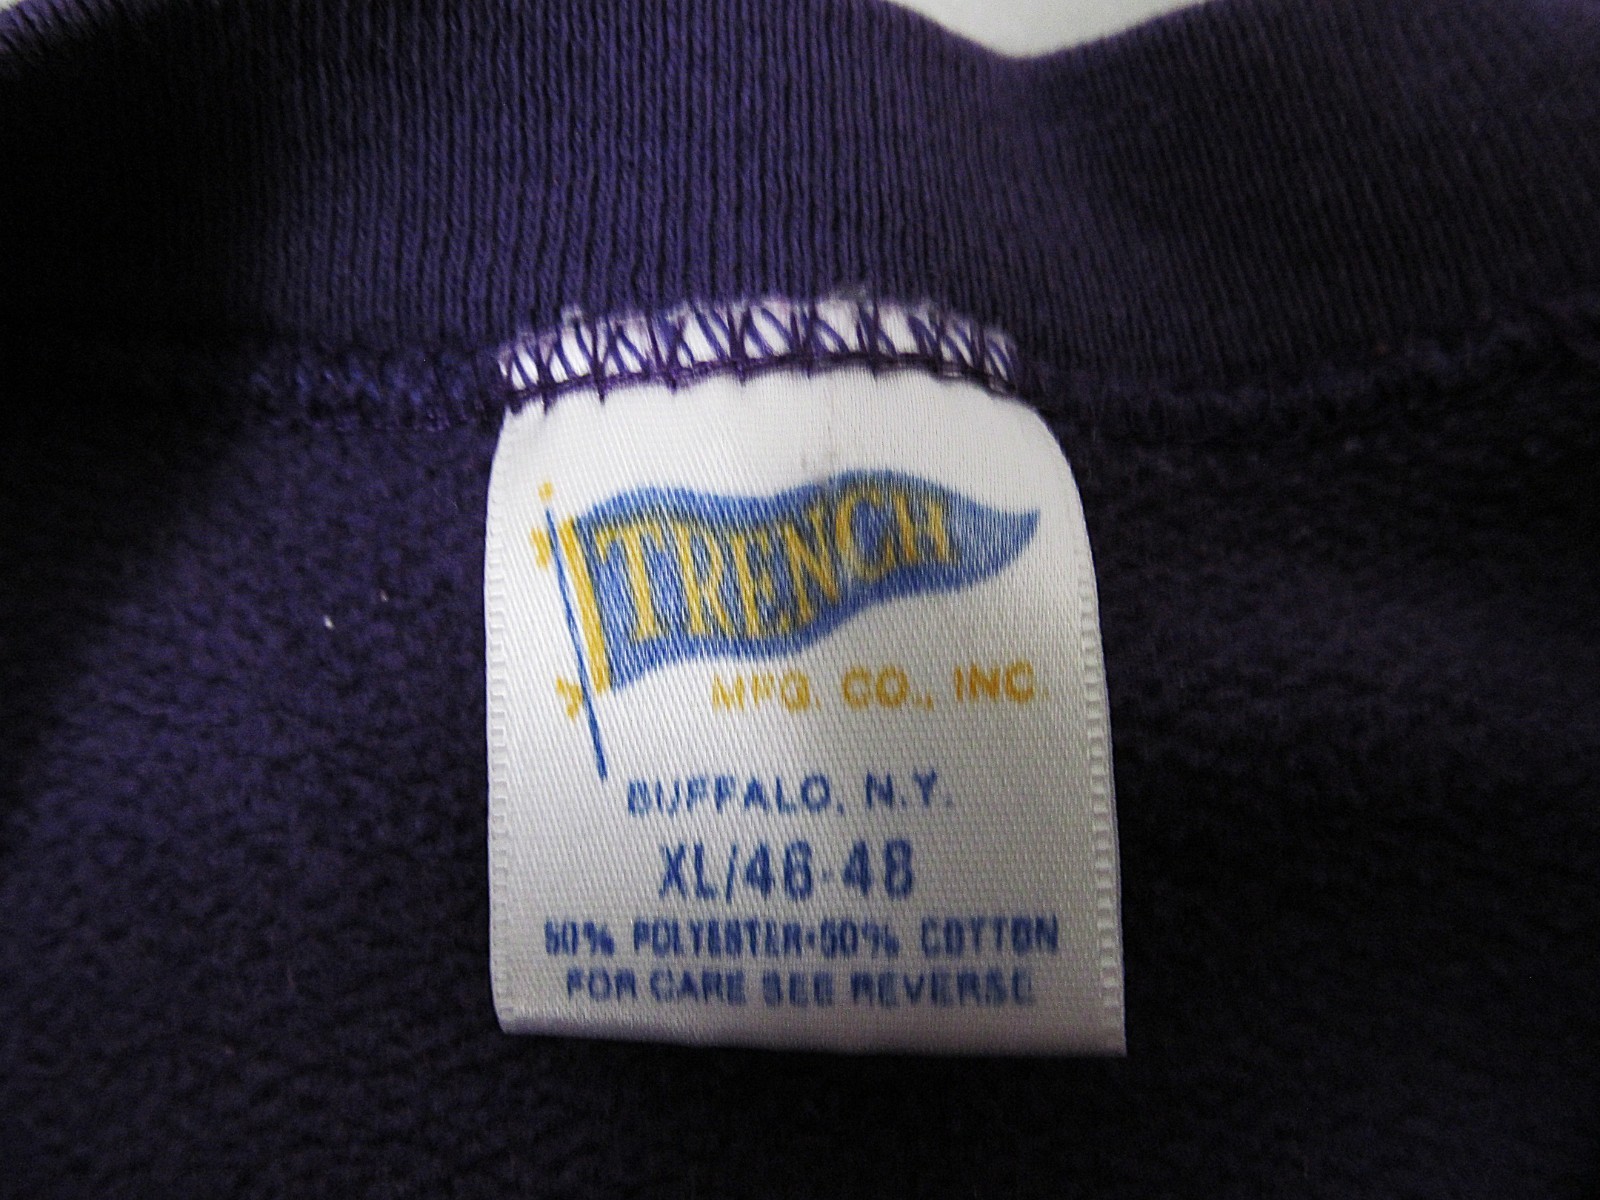 TRENCH
MFG. CO., INC
BUFFALO, N.Y.
XL/46-48
50% POLYESTER•50% COTTON
FOR CARE SEE REVERSE